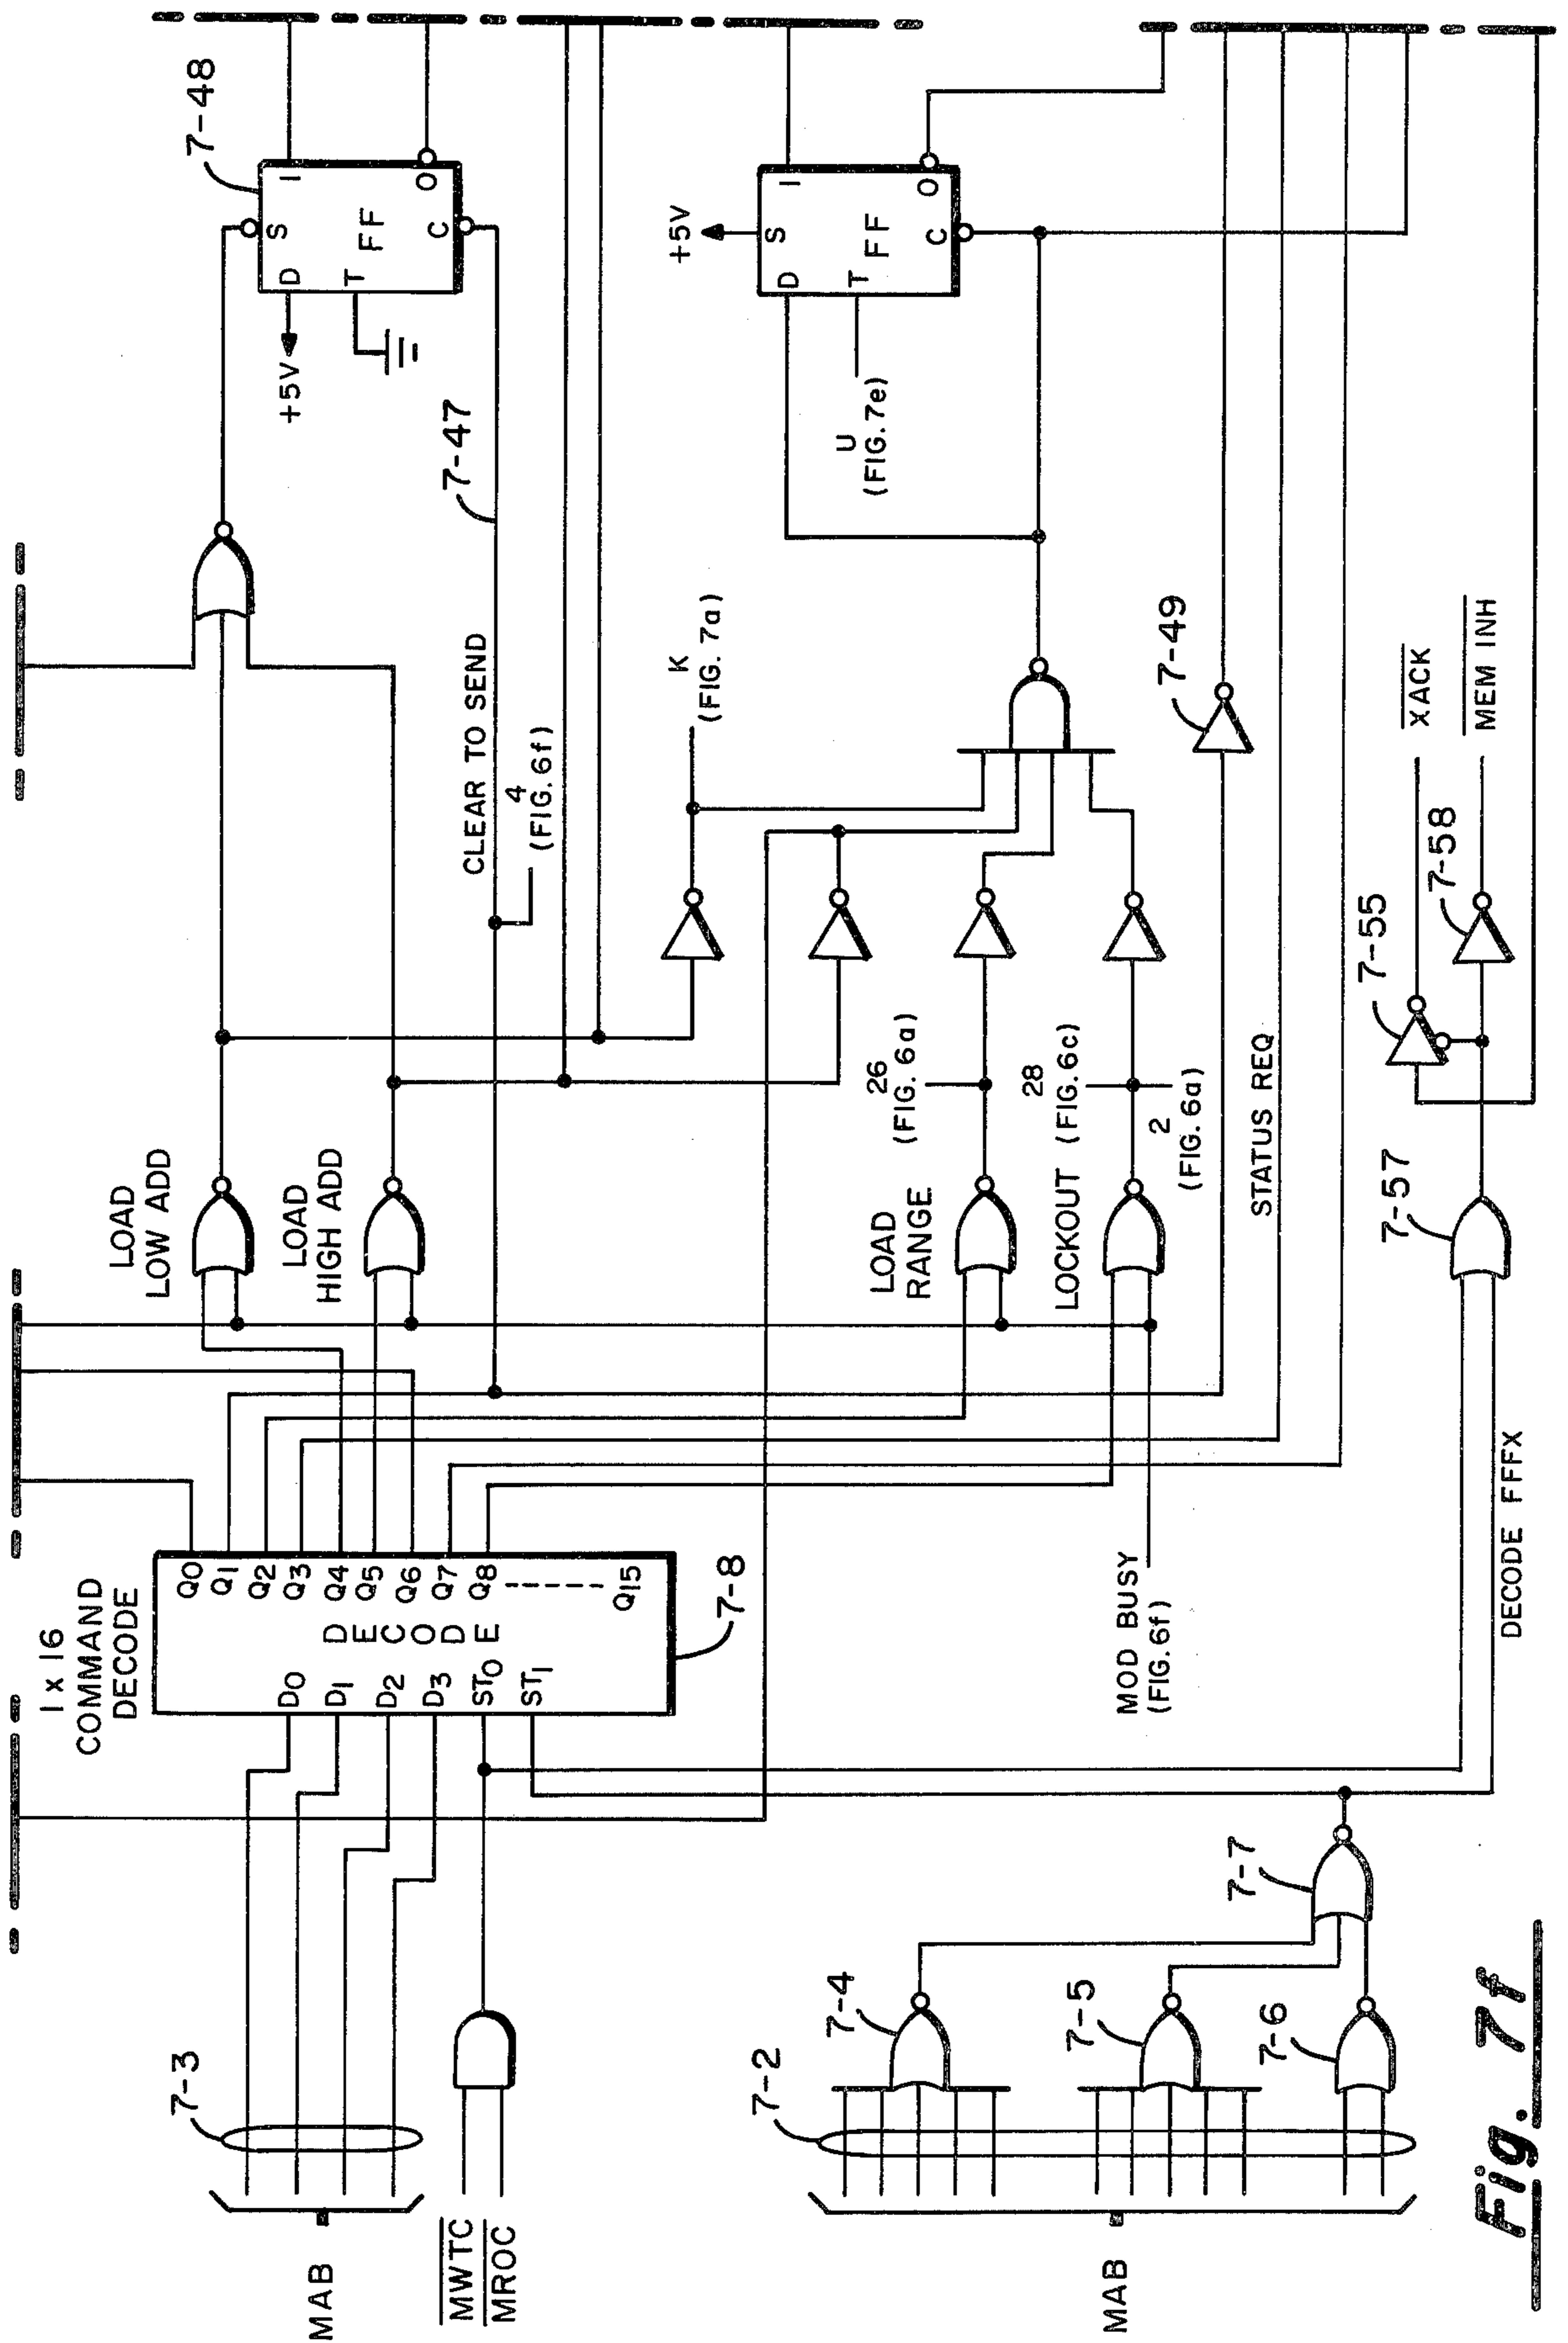 7-48
+5V
D
S
I
T
FF
C
O
7-47
CLEAR TO SEND
4
(FIG. 6f)
LOAD
LOW ADD
LOAD
HIGH ADD
1 x 16
COMMAND
DECODE
D0
D1
D2
D3
ST0
ST1
DECODE
Q0
Q1
Q2
Q3
Q4
Q5
Q6
Q7
Q8
Q15
7-8
7-3
MAB
MWTC
MROC
+5V
D
S
I
T
FF
C
O
U
(FIG. 7e)
K
(FIG. 7a)
26
(FIG. 6a)
LOAD
RANGE
28
(FIG. 6c)
LOCKOUT
2
(FIG. 6a)
MOD BUSY
(FIG. 6f)
7-49
STATUS REQ
XACK
MEM INH
7-55
7-58
7-57
DECODE FFFX
7-2
7-4
7-5
7-6
7-7
MAB
Fig. 7f